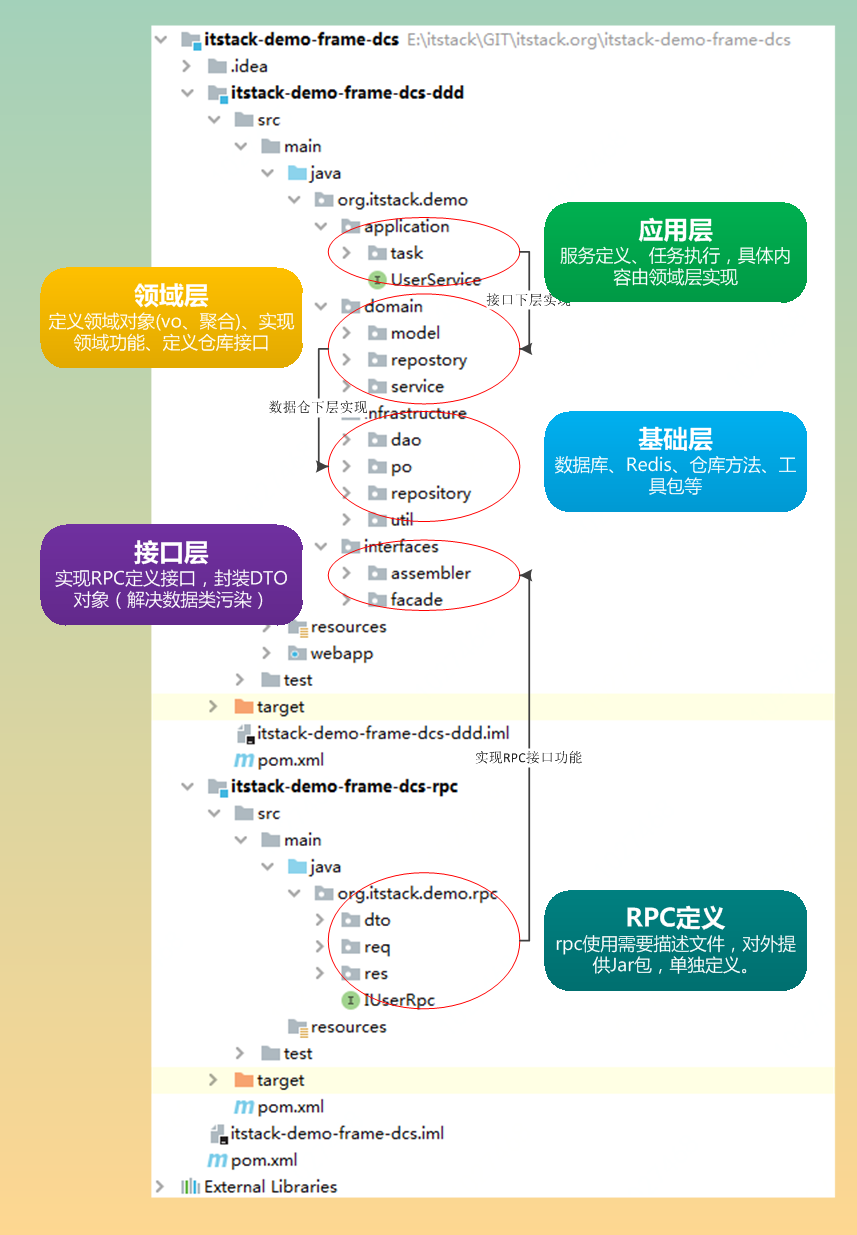 itstack-demo-frame-dcs E:\itstack\GIT\itstack.org\itstack-demo-frame-dcs
.idea
itstack-demo-frame-dcs-ddd
src
main
java
org.itstack.demo
application
task
UserService
应用层
服务定义、任务执行，具体内
容由领域层实现
接口下层实现
domain
model
repostory
service
领域层
定义领域对象(vo、聚合)、实现
领域功能、定义仓库接口
数据仓下层实现
nfrastructure
dao
po
repository
util
基础层
数据库、Redis、仓库方法、工
具包等
interfaces
assembler
facade
接口层
实现RPC定义接口，封装DTO
对象（解决数据类污染）
resources
webapp
test
target
itstack-demo-frame-dcs-ddd.iml
pom.xml
实现RPC接口功能
itstack-demo-frame-dcs-rpc
src
main
java
org.itstack.demo.rpc
dto
req
res
IUserRpc
RPC定义
rpc使用需要描述文件，对外提
供Jar包，单独定义。
resources
test
target
pom.xml
itstack-demo-frame-dcs.iml
pom.xml
External Libraries